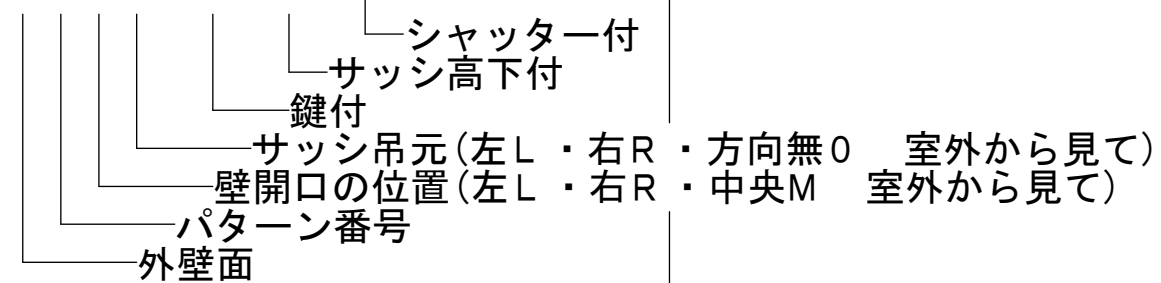 シャッター付
サッシ高下付
鍵付
サッシ吊元(左L・右R・方向無0 室外から見て)
壁開口の位置(左L・右R・中央M 室外から見て)
パターン番号
外壁面